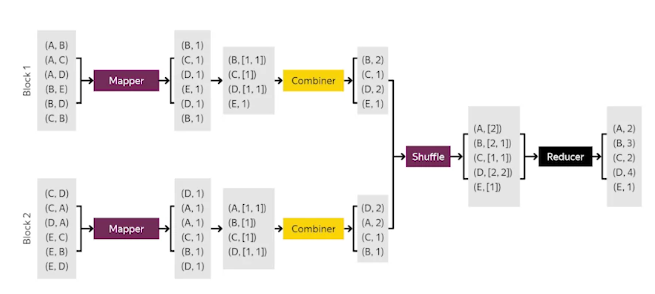 Block 1
(A, B)
(A, C)
(A, D)
(B, E)
(B, D)
(C, B)
Mapper
(B, 1)
(C, 1)
(D, 1)
(E, 1)
(D, 1)
(B, 1)
(B, [1, 1])
(C, [1])
(D, [1, 1])
(E, 1)
Combiner
(B, 2)
(C, 1)
(D, 2)
(E, 1)
Block 2
(C, D)
(C, A)
(D, A)
(E, C)
(E, B)
(E, D)
Mapper
(D, 1)
(A, 1)
(A, 1)
(C, 1)
(B, 1)
(D, 1)
(A, [1, 1])
(B, [1])
(C, [1])
(D, [1, 1])
Combiner
(D, 2)
(A, 2)
(C, 1)
(B, 1)
Shuffle
(A, [2])
(B, [2, 1])
(C, [1, 1])
(D, [2, 2])
(E, [1])
Reducer
(A, 2)
(B, 3)
(C, 2)
(D, 4)
(E, 1)